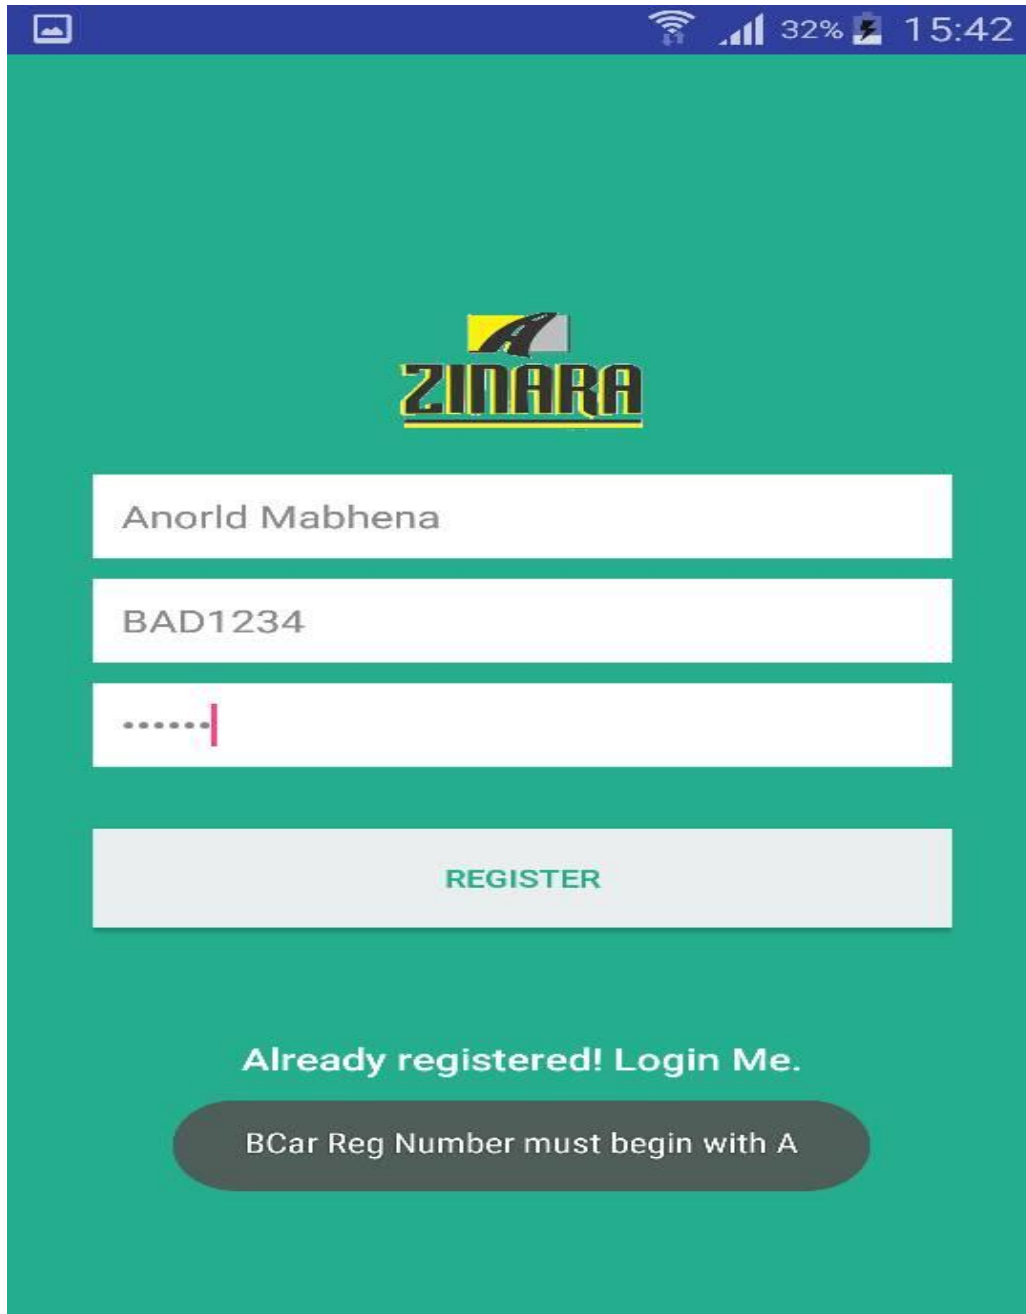 32% 15:42
ZINARA
Anorld Mabhena
BAD1234
••••••
REGISTER
Already registered! Login Me.
BCar Reg Number must begin with A